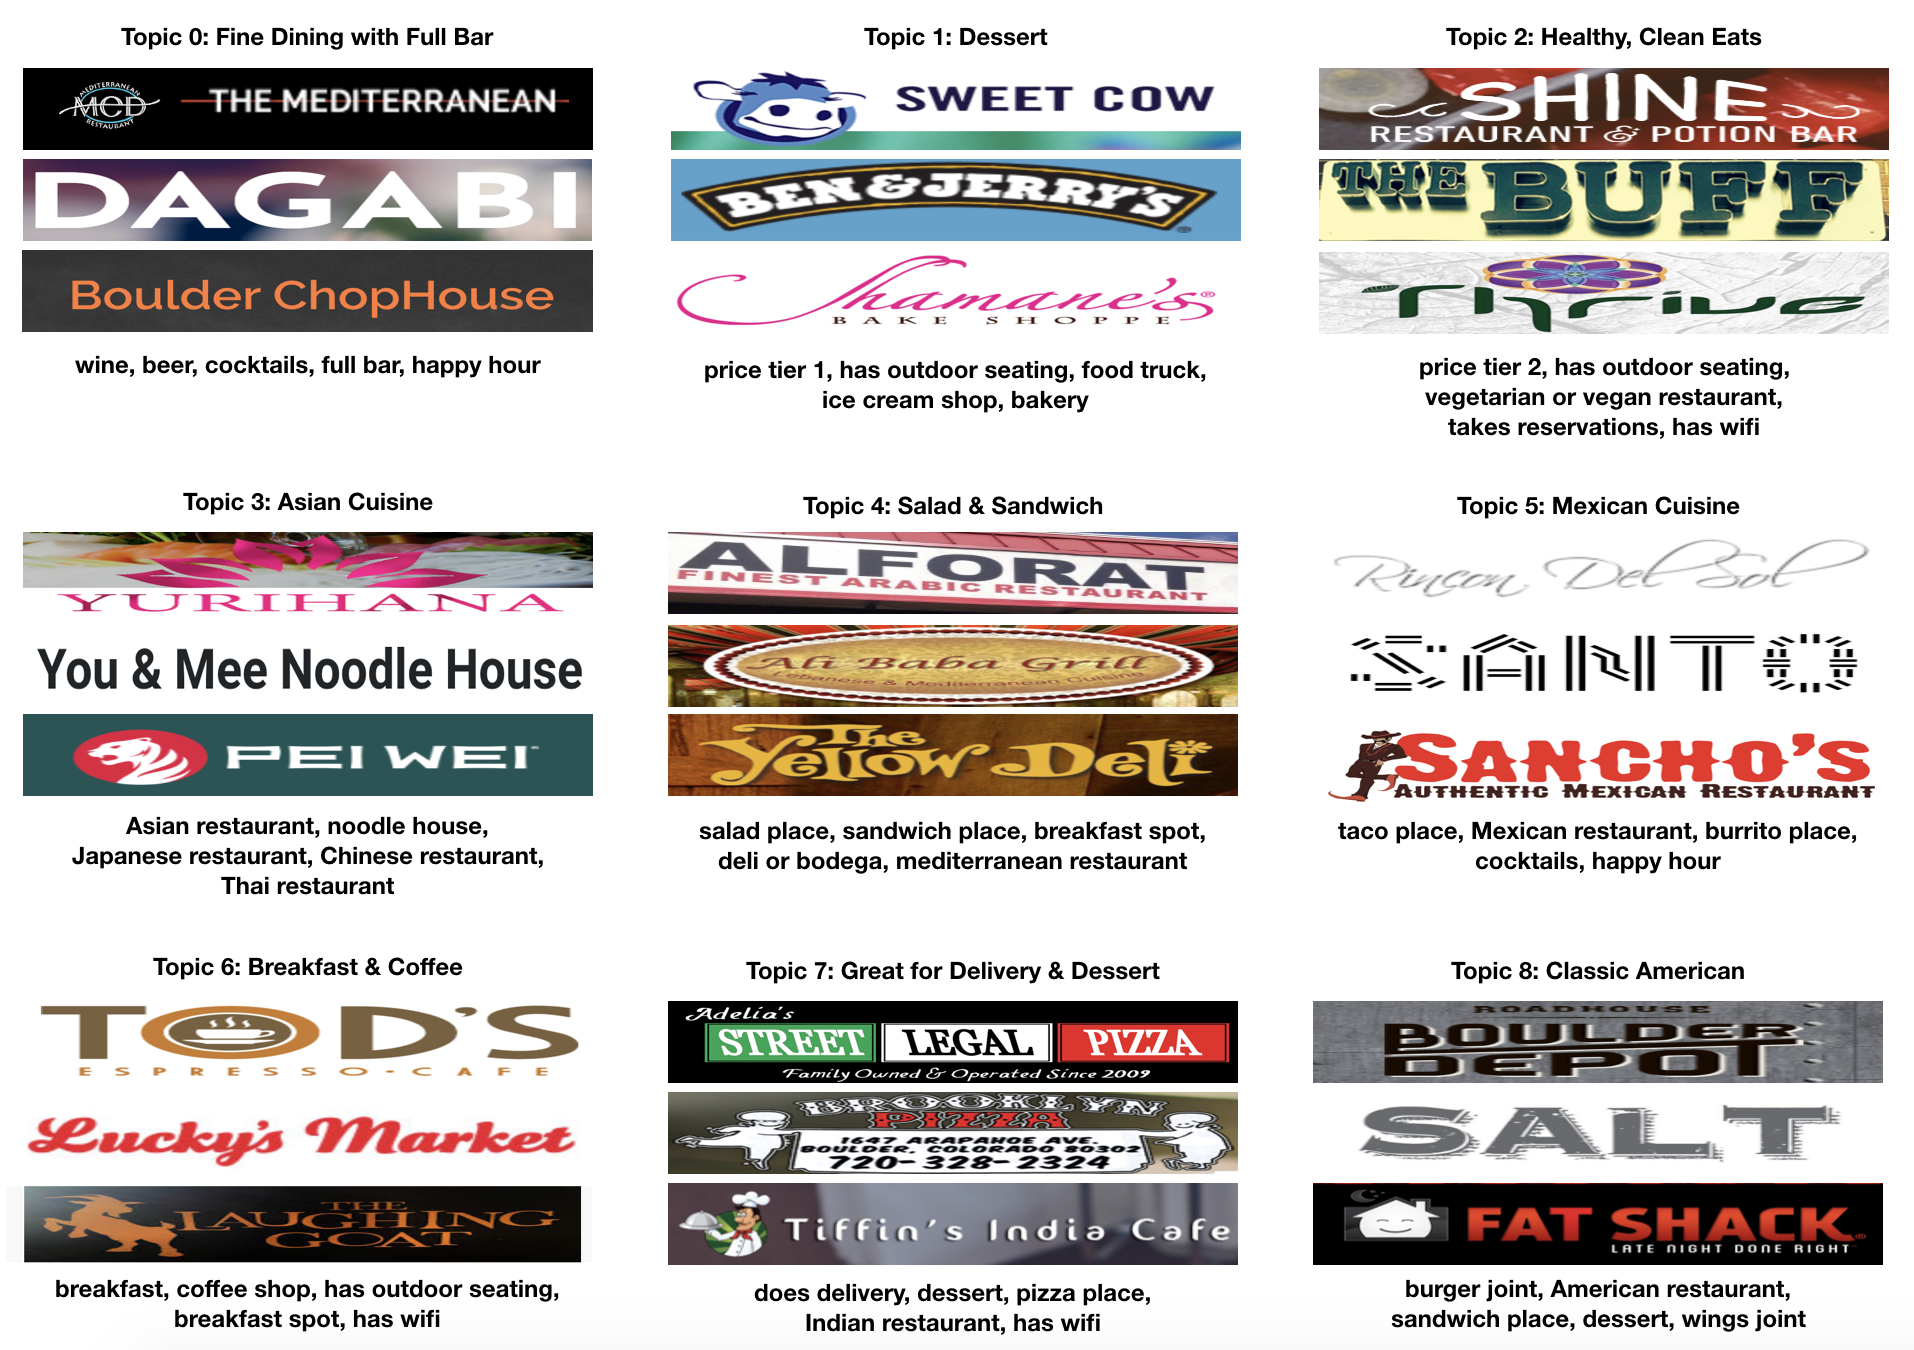 Topic 0: Fine Dining with Full Bar
MEDITERRANEAN
MED
RESTAURANT
THE MEDITERRANEAN
DAGABI
Boulder ChopHouse
wine, beer, cocktails, full bar, happy hour
Topic 1: Dessert
SWEET COW
BEN & JERRY'S
Shamane's®
BAKE SHOPPE
price tier 1, has outdoor seating, food truck,
ice cream shop, bakery
Topic 2: Healthy, Clean Eats
SHINE
RESTAURANT & POTION BAR
THE BUFF
Thrive
price tier 2, has outdoor seating,
vegetarian or vegan restaurant,
takes reservations, has wifi
Topic 3: Asian Cuisine
YURIHANA
You & Mee Noodle House
PEI WEI
Asian restaurant, noodle house,
Japanese restaurant, Chinese restaurant,
Thai restaurant
Topic 4: Salad & Sandwich
ALFORAT
FINEST ARABIC RESTAURANT
Ali Baba Grill
Lebanese & Mediterranean Cuisine
The
Yellow Deli
salad place, sandwich place, breakfast spot,
deli or bodega, mediterranean restaurant
Topic 5: Mexican Cuisine
Rincon Del Sol
SANTO
SANCHO'S
AUTHENTIC MEXICAN RESTAURANT
taco place, Mexican restaurant, burrito place,
cocktails, happy hour
Topic 6: Breakfast & Coffee
TOD'S
ESPRESSO·CAFE
Lucky's Market
THE
LAUGHING
GOAT
breakfast, coffee shop, has outdoor seating,
breakfast spot, has wifi
Topic 7: Great for Delivery & Dessert
Adelia's
STREET LEGAL PIZZA
Family Owned & Operated Since 2009
BROOKLYN
PIZZA
1647 ARAPAHOE AVE.
BOULDER, COLORADO 80302
720-328-2324
Tiffin's India Cafe
does delivery, dessert, pizza place,
Indian restaurant, has wifi
Topic 8: Classic American
ROADHOUSE
BOULDER
DEPOT
SALT
FAT SHACK®
LATE NIGHT DONE RIGHT
burger joint, American restaurant,
sandwich place, dessert, wings joint